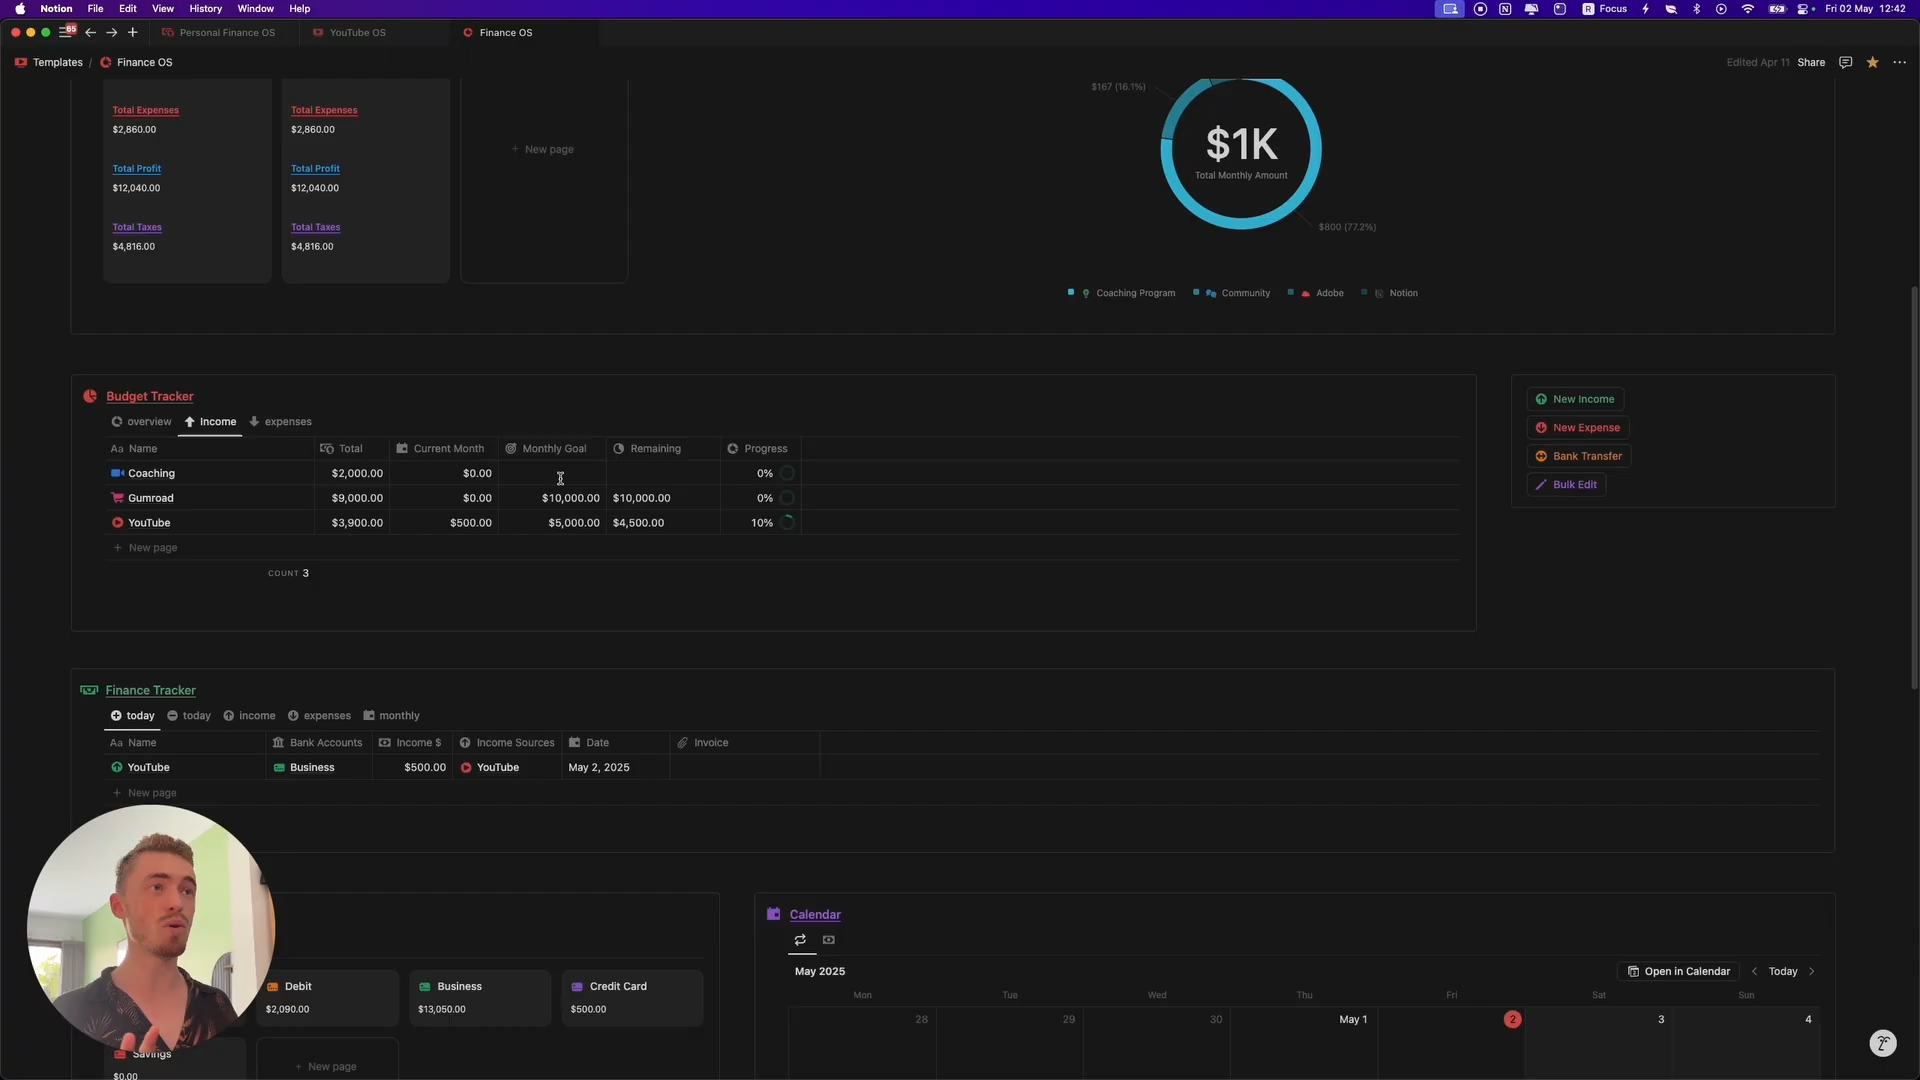 Notion File Edit View History Window Help Focus Fri 02 May 12:42
65 Personal Finance OS YouTube OS Finance OS
Templates / Finance OS Edited Apr 11 Share
Total Expenses Total Expenses
$2,860.00 $2,860.00
Total Profit Total Profit
$12,040.00 $12,040.00
Total Taxes Total Taxes
$4,816.00 $4,816.00
+ New page
$167 (16.1%)
$1K
Total Monthly Amount
$800 (77.2%)
Coaching Program Community Adobe Notion
Budget Tracker
overview Income expenses
Aa Name Total Current Month Monthly Goal Remaining Progress
Coaching $2,000.00 $0.00 0%
Gumroad $9,000.00 $0.00 $10,000.00 $10,000.00 0%
YouTube $3,900.00 $500.00 $5,000.00 $4,500.00 10%
+ New page
COUNT 3
New Income
New Expense
Bank Transfer
Bulk Edit
Finance Tracker
today today income expenses monthly
Aa Name Bank Accounts Income $ Income Sources Date Invoice
YouTube Business $500.00 YouTube May 2, 2025
+ New page
Debit Business Credit Card
$2,090.00 $13,050.00 $500.00
Savings
$0.00
+ New page
Calendar
May 2025 Open in Calendar Today
Mon Tue Wed Thu Fri Sat Sun
28 29 30 May 1 2 3 4